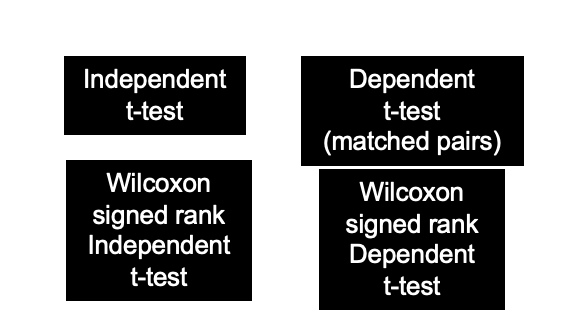 Independent
t-test
Dependent
t-test
(matched pairs)
Wilcoxon
signed rank
Independent
t-test
Wilcoxon
signed rank
Dependent
t-test